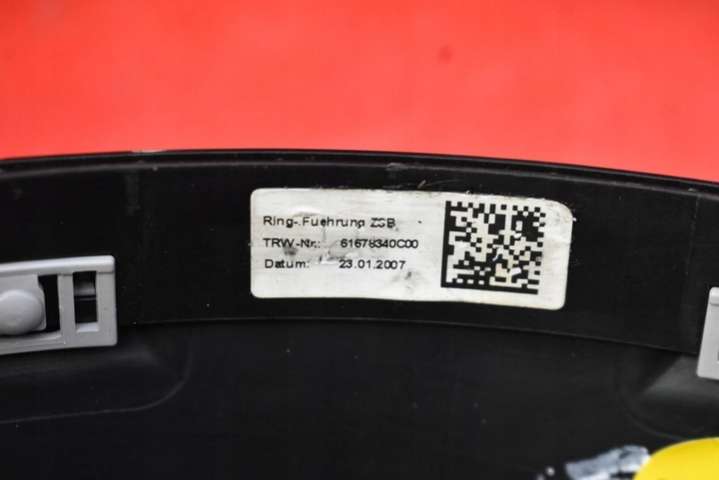 Ring-Fuehrung ZSB
TRW-Nr.: 61678340C00
Datum: 23.01.2007